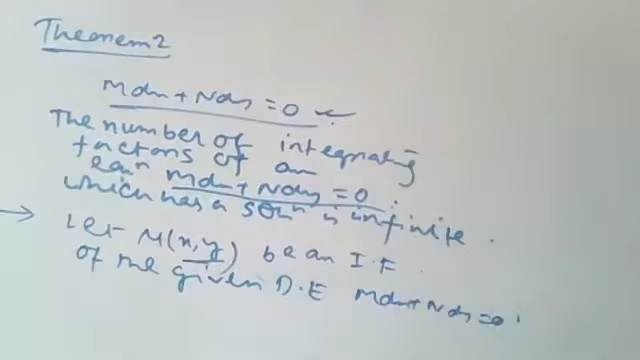 Theorem 2
Mdx + Ndy = 0
The number of integrating
factors of an
eqn Mdx + Ndy = 0
which has a soln is infinite.
→ Let μ(x,y) be an I.F
of the given D.E Mdx + Ndy = 0.